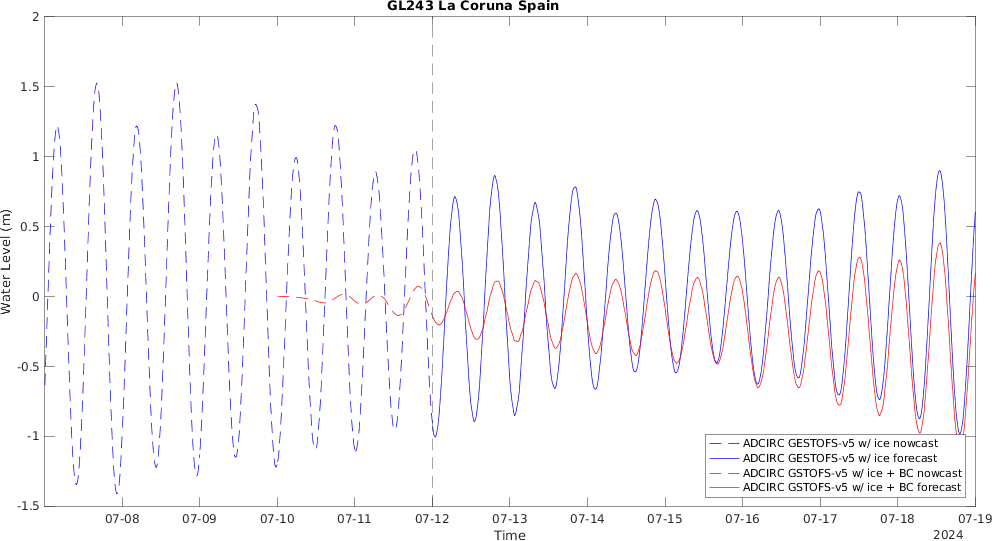 GL243 La Coruna Spain
2
1.5
1
0.5
0
-0.5
-1
-1.5
Water Level (m)
07-08 07-09 07-10 07-11 07-12 07-13 07-14 07-15 07-16 07-17 07-18 07-19
Time
2024
ADCIRC GESTOFS-v5 w/ ice nowcast
ADCIRC GESTOFS-v5 w/ ice forecast
ADCIRC GSTOFS-v5 w/ ice + BC nowcast
ADCIRC GSTOFS-v5 w/ ice + BC forecast